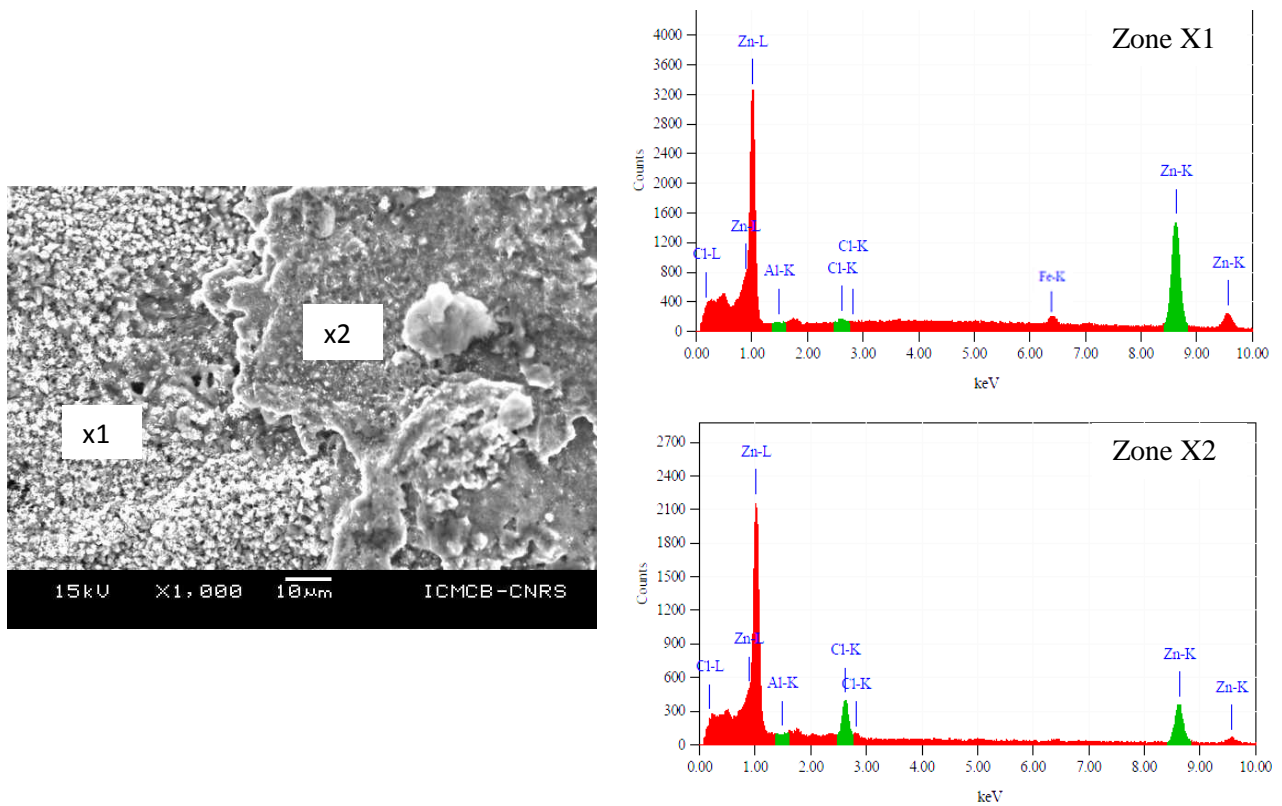 x2
x1
15kV X1,000 10µm ICMCB-CNRS
Zone X1
Counts
4000
3600
3200
2800
2400
2000
1600
1200
800
400
0
Zn-L
Zn-L
Cl-L
Al-K
Cl-K
Cl-K
Fe-K
Zn-K
Zn-K
0.00 1.00 2.00 3.00 4.00 5.00 6.00 7.00 8.00 9.00 10.00
keV
Zone X2
Counts
2700
2400
2100
1800
1500
1200
900
600
300
0
Zn-L
Zn-L
Cl-L
Al-K
Cl-K
Cl-K
Zn-K
Zn-K
0.00 1.00 2.00 3.00 4.00 5.00 6.00 7.00 8.00 9.00 10.00
keV